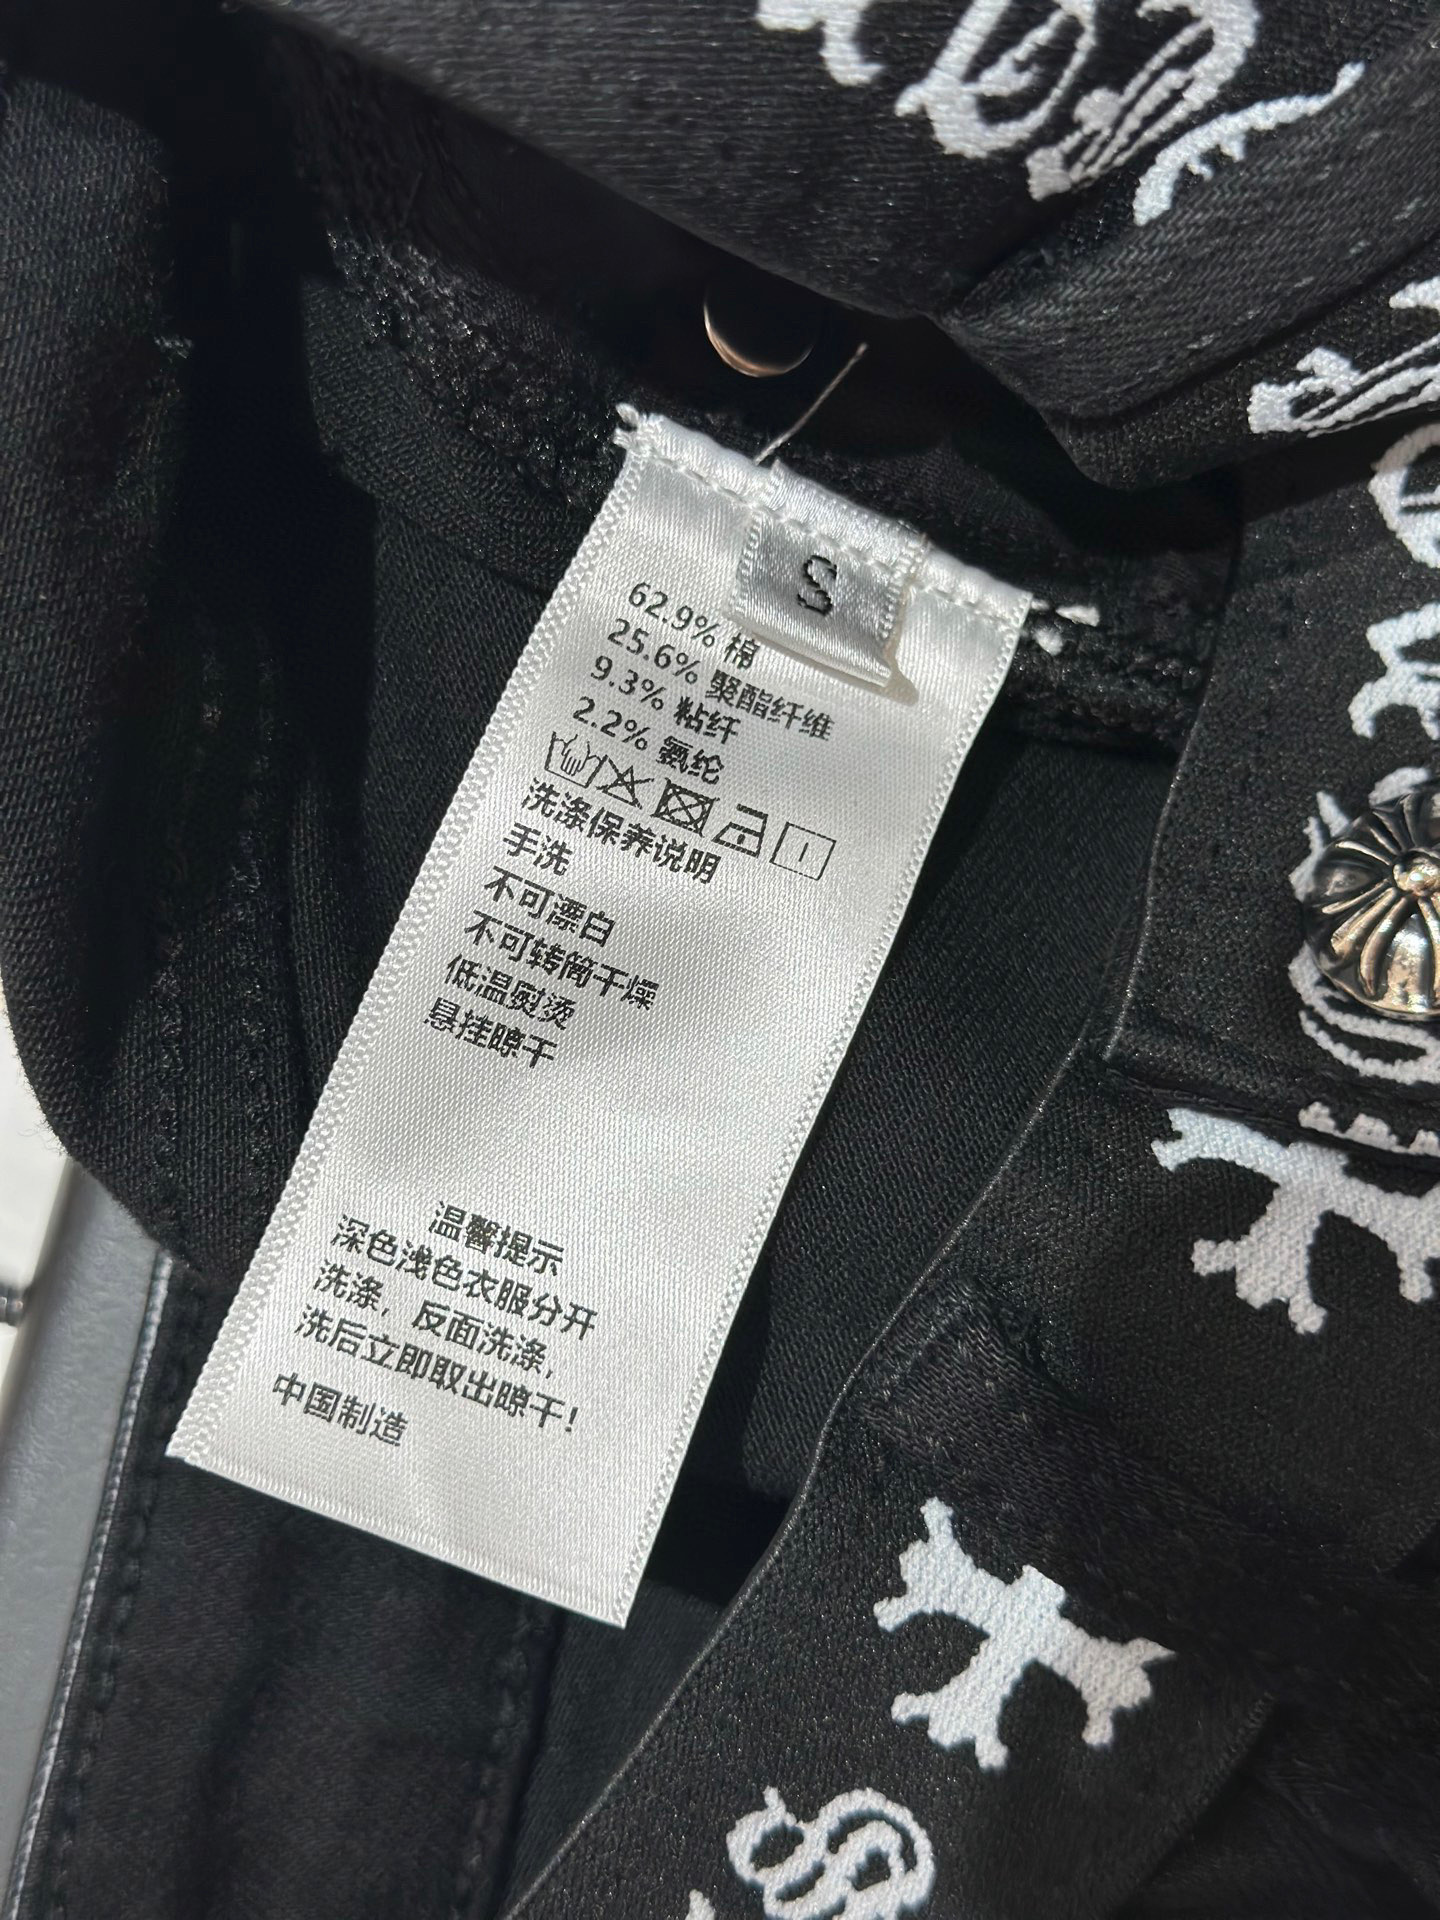 S
62.9% 棉
25.6% 聚酯纤维
9.3% 粘纤
2.2% 氨纶
洗涤保养说明
手洗
不可漂白
不可转筒干燥
低温熨烫
悬挂晾干
温馨提示
深色浅色衣服分开
洗涤，反面洗涤，
洗后立即取出晾干！
中国制造